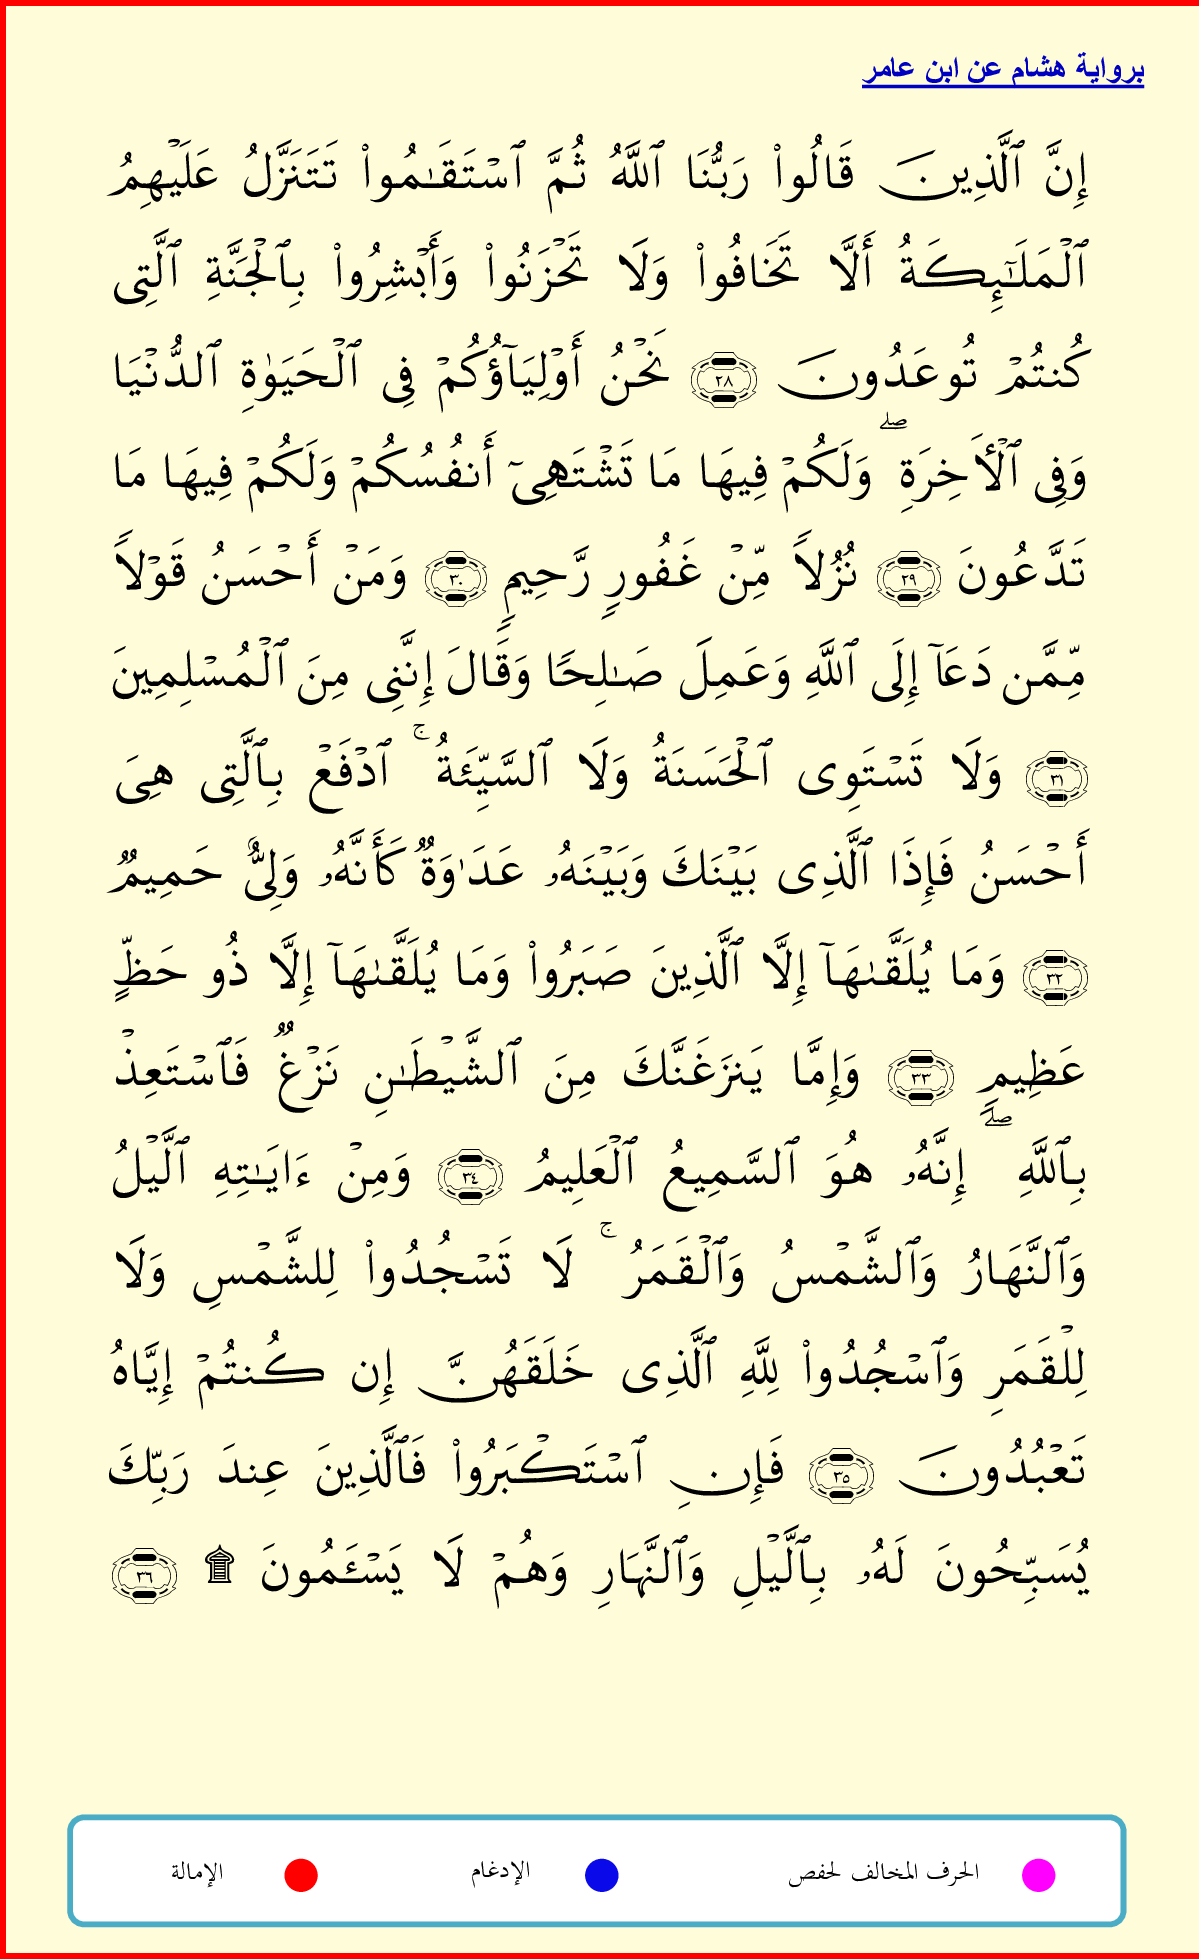 برواية هشام عن ابن عامر
إِنَّ ٱلَّذِينَ قَالُواْ رَبُّنَا ٱللَّهُ ثُمَّ ٱسْتَقَٰمُواْ تَتَنَزَّلُ عَلَيْهِمُ
ٱلْمَلَٰٓئِكَةُ أَلَّا تَخَافُواْ وَلَا تَحْزَنُواْ وَأَبْشِرُواْ بِٱلْجَنَّةِ ٱلَّتِى
كُنتُمْ تُوعَدُونَ ٢٨ نَحْنُ أَوْلِيَآؤُكُمْ فِى ٱلْحَيَوٰةِ ٱلدُّنْيَا
وَفِى ٱلْأَخِرَةِ ۖ وَلَكُمْ فِيهَا مَا تَشْتَهِىٓ أَنفُسُكُمْ وَلَكُمْ فِيهَا مَا
تَدَّعُونَ ٢٩ نُزُلاً مِّنْ غَفُورٍ رَّحِيمٍ ٣٠ وَمَنْ أَحْسَنُ قَوْلاً
مِّمَّن دَعَآ إِلَى ٱللَّهِ وَعَمِلَ صَٰلِحًا وَقَالَ إِنَّنِى مِنَ ٱلْمُسْلِمِينَ
٣١ وَلَا تَسْتَوِى ٱلْحَسَنَةُ وَلَا ٱلسَّيِّئَةُ ۚ ٱدْفَعْ بِٱلَّتِى هِىَ
أَحْسَنُ فَإِذَا ٱلَّذِى بَيْنَكَ وَبَيْنَهُۥ عَدَٰوَةٌ كَأَنَّهُۥ وَلِىٌّ حَمِيمٌ
٣٢ وَمَا يُلَقَّىٰهَآ إِلَّا ٱلَّذِينَ صَبَرُواْ وَمَا يُلَقَّىٰهَآ إِلَّا ذُو حَظٍّ
عَظِيمٍ ٣٣ وَإِمَّا يَنزَغَنَّكَ مِنَ ٱلشَّيْطَٰنِ نَزْغٌ فَٱسْتَعِذْ
بِٱللَّهِ ۖ إِنَّهُۥ هُوَ ٱلسَّمِيعُ ٱلْعَلِيمُ ٣٤ وَمِنْ ءَايَٰتِهِ ٱلَّيْلُ
وَٱلنَّهَارُ وَٱلشَّمْسُ وَٱلْقَمَرُ ۚ لَا تَسْجُدُواْ لِلشَّمْسِ وَلَا
لِلْقَمَرِ وَٱسْجُدُواْ لِلَّهِ ٱلَّذِى خَلَقَهُنَّ إِن كُنتُمْ إِيَّاهُ
تَعْبُدُونَ ٣٥ فَإِنِ ٱسْتَكْبَرُواْ فَٱلَّذِينَ عِندَ رَبِّكَ
يُسَبِّحُونَ لَهُۥ بِٱلَّيْلِ وَٱلنَّهَارِ وَهُمْ لَا يَسْـَٔمُونَ ۩ ٣٦
الحرف المخالف لحفص الإدغام الإمالة